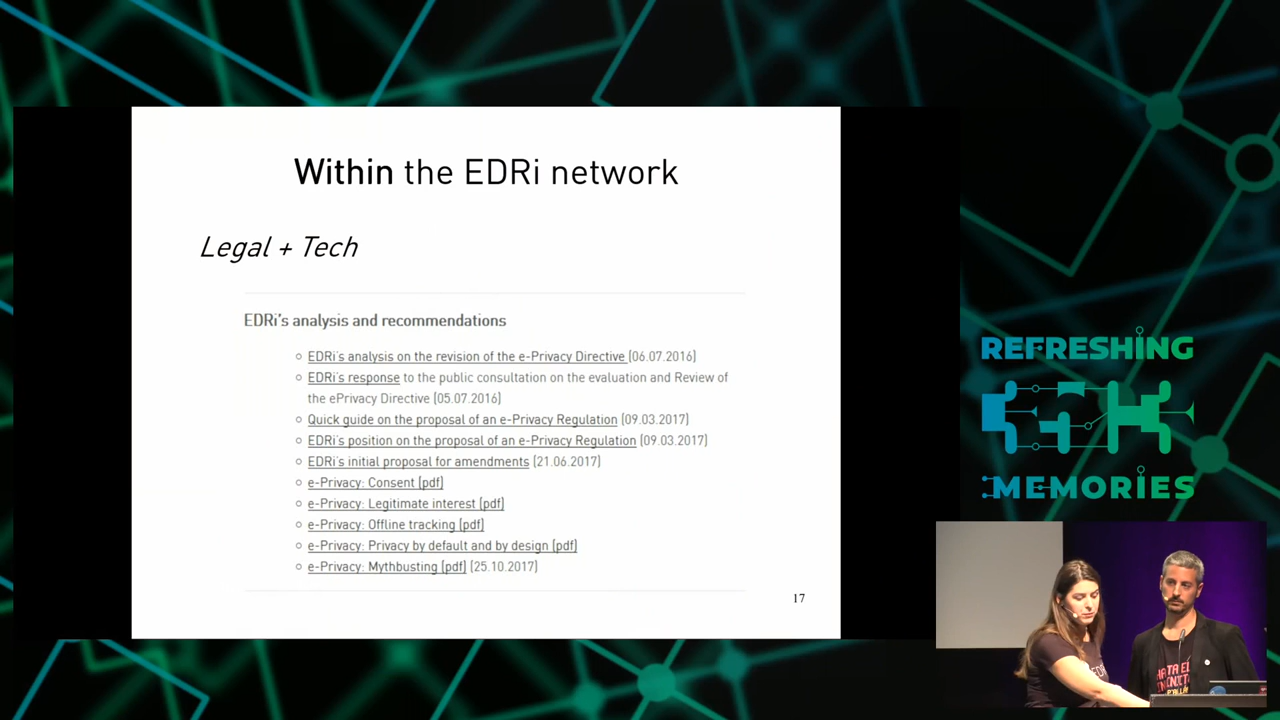 Within the EDRi network
Legal + Tech
EDRi's analysis and recommendations
EDRi's analysis on the revision of the e-Privacy Directive (06.07.2016)
EDRi's response to the public consultation on the evaluation and Review of
the ePrivacy Directive (05.07.2016)
Quick guide on the proposal of an e-Privacy Regulation (09.03.2017)
EDRi's position on the proposal of an e-Privacy Regulation (09.03.2017)
EDRi's initial proposal for amendments (21.06.2017)
e-Privacy: Consent (pdf)
e-Privacy: Legitimate interest (pdf)
e-Privacy: Offline tracking (pdf)
e-Privacy: Privacy by default and by design (pdf)
e-Privacy: Mythbusting (pdf) (25.10.2017)
17
REFRESHING
MEMORIES